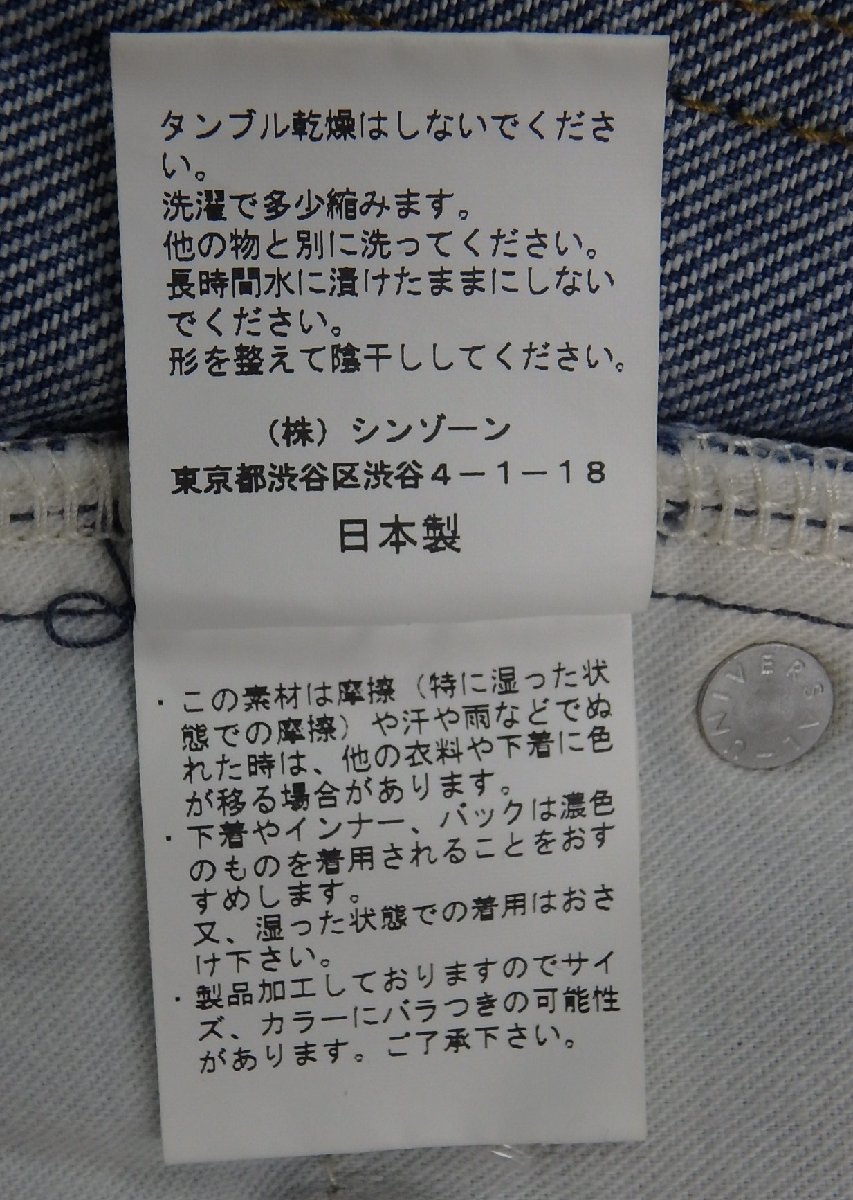 タンブル乾燥はしないでくださ
い。
洗濯で多少縮みます。
他の物と別に洗ってください。
長時間水に漬けたままにしない
でください。
形を整えて陰干ししてください。
(株) シンゾーン
東京都渋谷区渋谷4-1-18
日本製
・この素材は摩擦(特に湿った状
態での摩擦)や汗や雨などでぬ
れた時は、他の衣料や下着に色
が移る場合があります。
・下着やインナー、バックは濃色
のものを着用されることをおす
すめします。
又、湿った状態での着用はおさ
け下さい。
・製品加工しておりますのでサイ
ズ、カラーにバラつきの可能性
があります。ご了承下さい。
UNIVERSAL